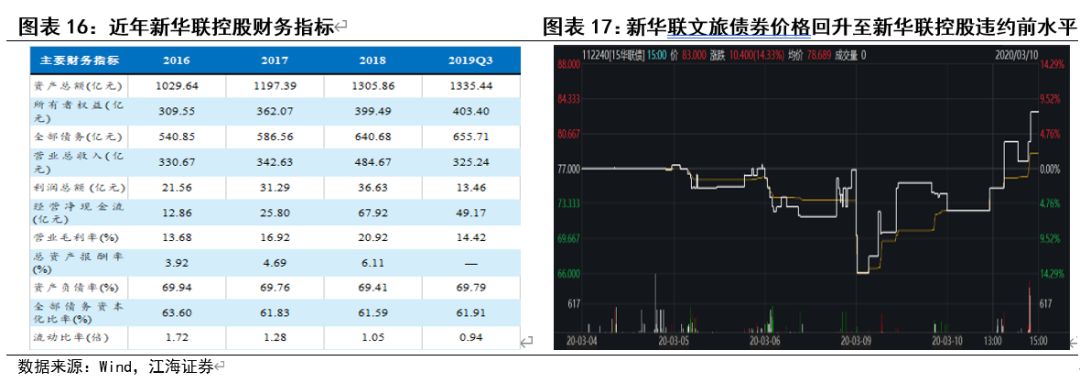 图表 16：近年新华联控股财务指标
主要财务指标 2016 2017 2018 2019Q3
资产总额(亿元) 1029.64 1197.39 1305.86 1335.44
所有者权益(亿元) 309.55 362.07 399.49 403.40
全部债务(亿元) 540.85 586.56 640.68 655.71
营业总收入(亿元) 330.67 342.63 484.67 325.24
利润总额 (亿元) 21.56 31.29 36.63 13.46
经营净现金流(亿元) 12.86 25.80 67.92 49.17
营业毛利率(%) 13.68 16.92 20.92 14.42
总资产报酬率(%) 3.92 4.69 6.11 —
资产负债率(%) 69.94 69.76 69.41 69.79
全部债务资本化比率(%) 63.60 61.83 61.59 61.91
流动比率(倍) 1.72 1.28 1.05 0.94
图表 17：新华联文旅债券价格回升至新华联控股违约前水平
112240[15华联债] 15:00 价 83.000 涨跌 10.400(14.33%) 均价 78.689 成交量 0 2020/03/10
88.000 14.29%
84.333 9.52%
80.667 4.76%
77.000 0.00%
73.333 4.76%
69.667 9.52%
66.000 14.29%
617 617
20-03-04 20-03-05 20-03-06 20-03-09 20-03-10 13:00 15:00
数据来源：Wind，江海证券